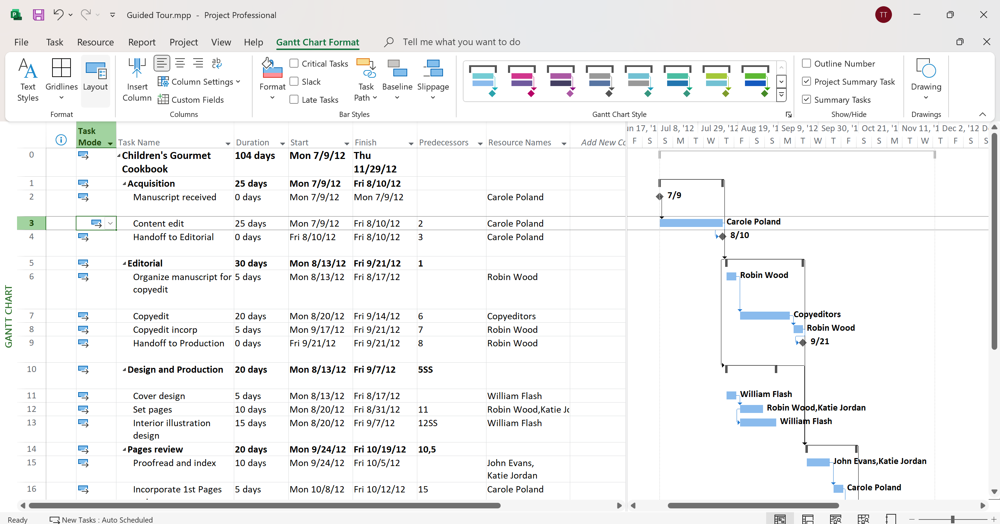 Guided Tour.mpp - Project Professional
TT
File Task Resource Report Project View Help Gantt Chart Format Tell me what you want to do
Text Styles
Gridlines
Layout
Format
Insert Column
Column Settings
Custom Fields
Columns
Format
Critical Tasks
Slack
Late Tasks
Task Path
Baseline
Slippage
Bar Styles
Gantt Chart Style
Outline Number
Project Summary Task
Summary Tasks
Show/Hide
Drawing
Drawings
Task Mode Task Name Duration Start Finish Predecessors Resource Names Add New
Jul 8, '12 Jul 29, '12 Aug 19, '1 Sep 9, '12 Sep 30, '1 Oct 21, '1 Nov 11, '1 Dec 2, '12
F S S M T W T F S S M T W T F S S M T W T F S S
0 Children's Gourmet Cookbook 104 days Mon 7/9/12 Thu 11/29/12
1 Acquisition 25 days Mon 7/9/12 Fri 8/10/12
2 Manuscript received 0 days Mon 7/9/12 Mon 7/9/12 Carole Poland 7/9
3 Content edit 25 days Mon 7/9/12 Fri 8/10/12 2 Carole Poland Carole Poland
4 Handoff to Editorial 0 days Fri 8/10/12 Fri 8/10/12 3 Carole Poland 8/10
5 Editorial 30 days Mon 8/13/12 Fri 9/21/12 1
6 Organize manuscript for copyedit 5 days Mon 8/13/12 Fri 8/17/12 Robin Wood Robin Wood
7 Copyedit 20 days Mon 8/20/12 Fri 9/14/12 6 Copyeditors Copyeditors
8 Copyedit incorp 5 days Mon 9/17/12 Fri 9/21/12 7 Robin Wood Robin Wood
9 Handoff to Production 0 days Fri 9/21/12 Fri 9/21/12 8 Robin Wood 9/21
10 Design and Production 20 days Mon 8/13/12 Fri 9/7/12 5SS
11 Cover design 5 days Mon 8/13/12 Fri 8/17/12 William Flash William Flash
12 Set pages 10 days Mon 8/20/12 Fri 8/31/12 11 Robin Wood,Katie Robin Wood,Katie Jordan
13 Interior illustration design 15 days Mon 8/20/12 Fri 9/7/12 12SS William Flash William Flash
14 Pages review 20 days Mon 9/24/12 Fri 10/19/12 10,5
15 Proofread and index 10 days Mon 9/24/12 Fri 10/5/12 John Evans, Katie Jordan John Evans,Katie Jordan
16 Incorporate 1st Pages 5 days Mon 10/8/12 Fri 10/12/12 15 Carole Poland Carole Poland
GANTT CHART
Ready New Tasks : Auto Scheduled